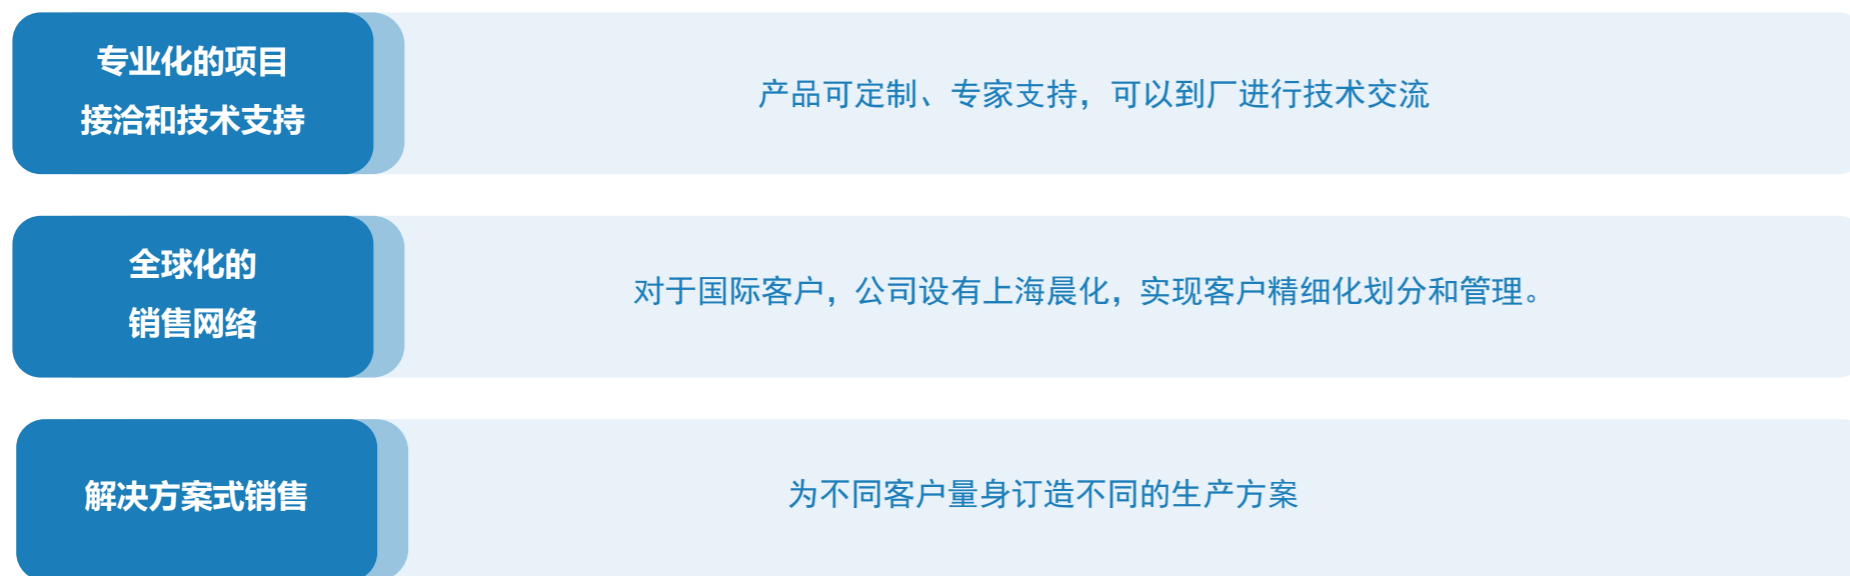 专业化的项目
接洽和技术支持
产品可定制、专家支持，可以到厂进行技术交流
全球化的
销售网络
对于国际客户，公司设有上海晨化，实现客户精细化划分和管理。
解决方案式销售
为不同客户量身订造不同的生产方案